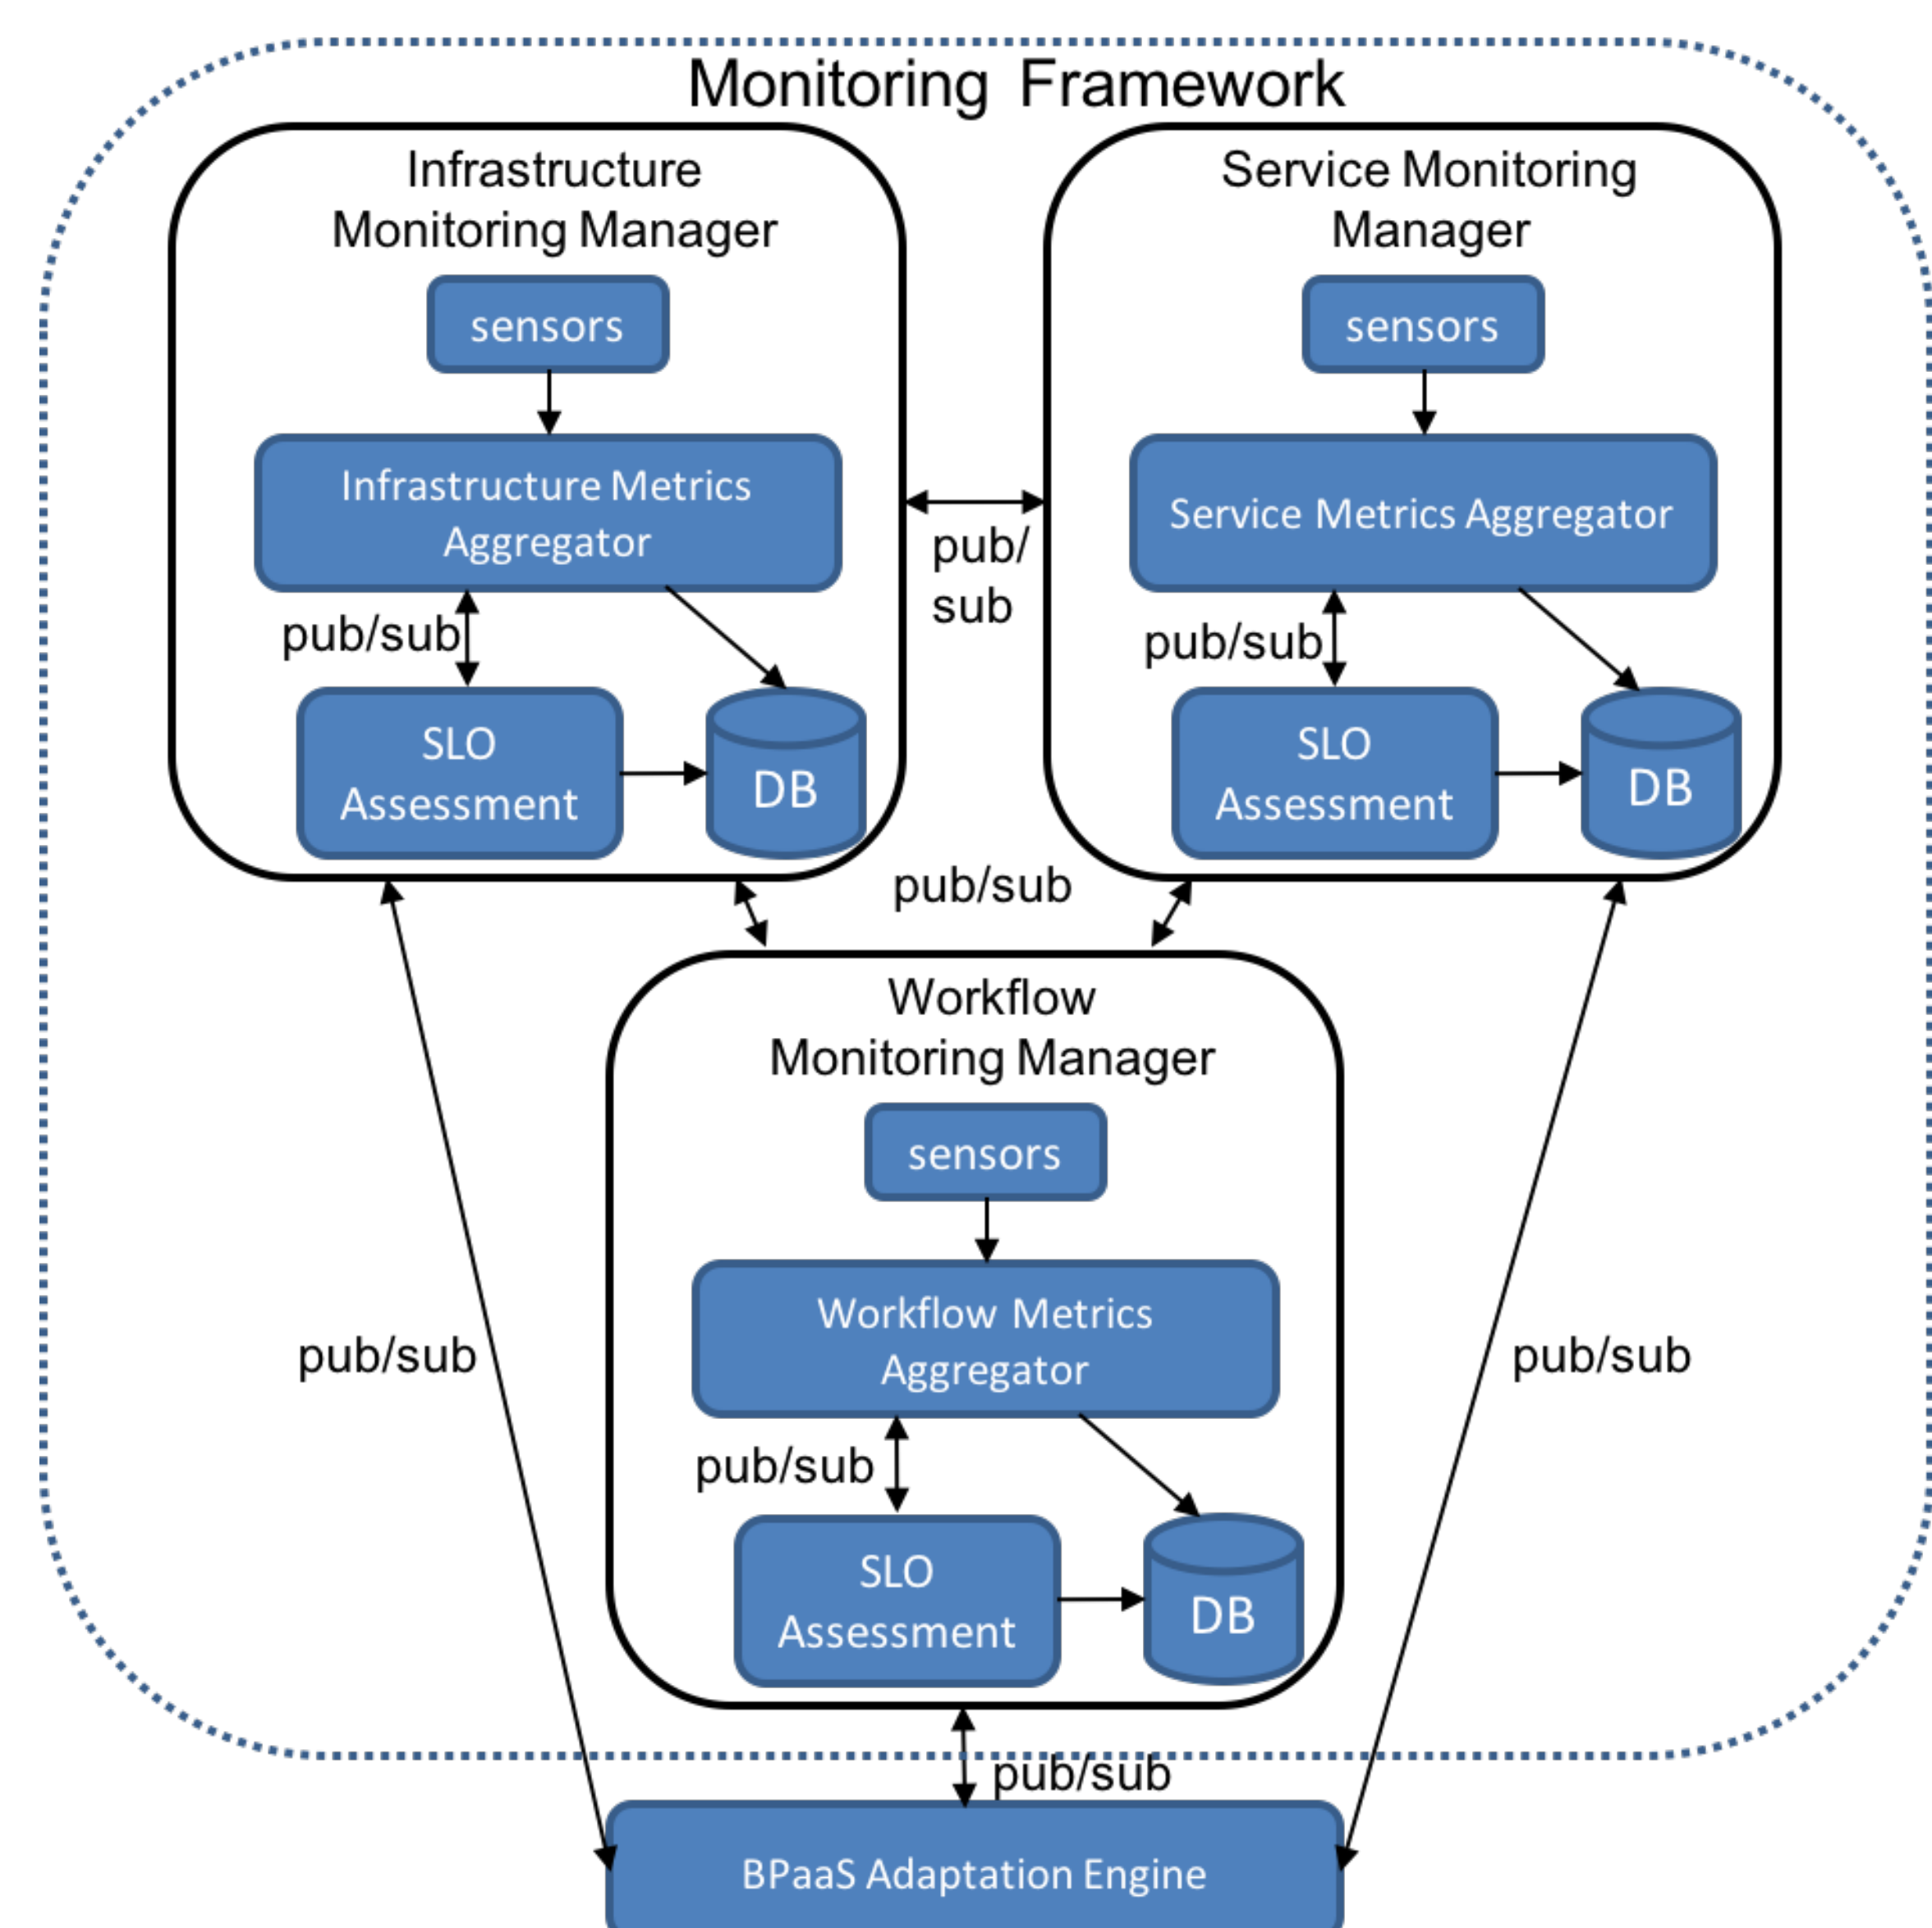 Monitoring Framework
Infrastructure
Monitoring Manager
sensors
Infrastructure Metrics
Aggregator
pub/sub
SLO
Assessment
DB
pub/
sub
Service Monitoring
Manager
sensors
Service Metrics Aggregator
pub/sub
SLO
Assessment
DB
pub/sub
Workflow
Monitoring Manager
sensors
Workflow Metrics
Aggregator
pub/sub
SLO
Assessment
DB
pub/sub
pub/sub
pub/sub
BPaaS Adaptation Engine